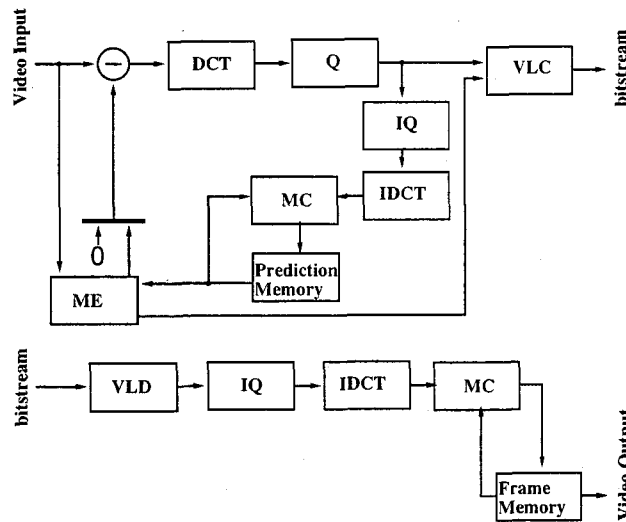 Video Input
DCT
Q
VLC
bitstream
IQ
IDCT
MC
0
Prediction
Memory
ME
bitstream
VLD
IQ
IDCT
MC
Frame
Memory
Video Output